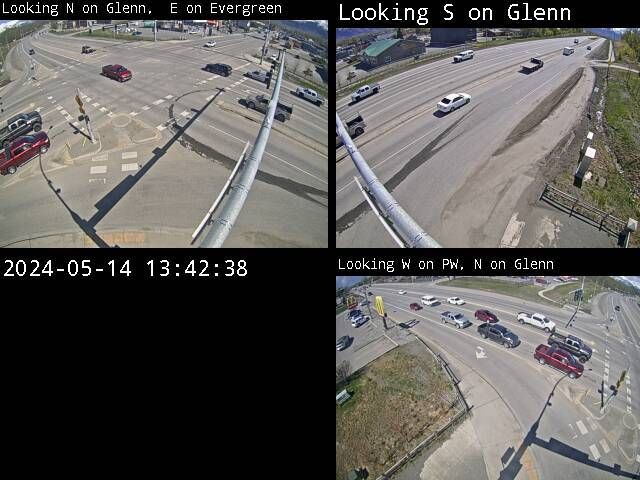 Looking N on Glenn, E on Evergreen
Looking S on Glenn
2024-05-14 13:42:38
Looking W on PW, N on Glenn